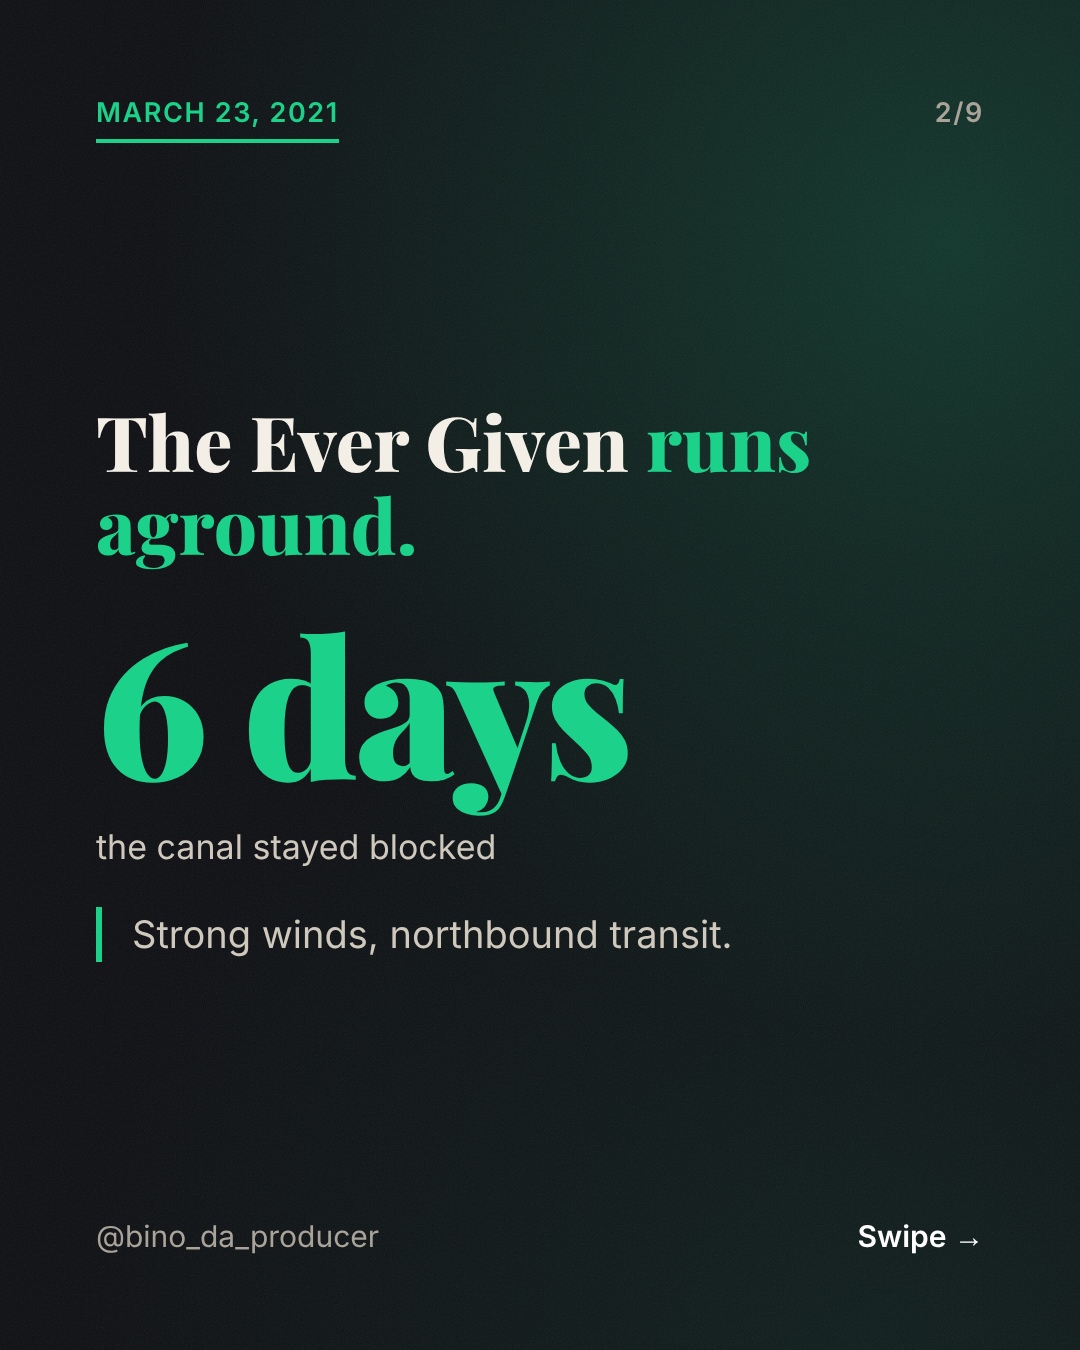 MARCH 23, 2021
2/9
The Ever Given runs
aground.
6 days
the canal stayed blocked
Strong winds, northbound transit.
@bino_da_producer
Swipe →